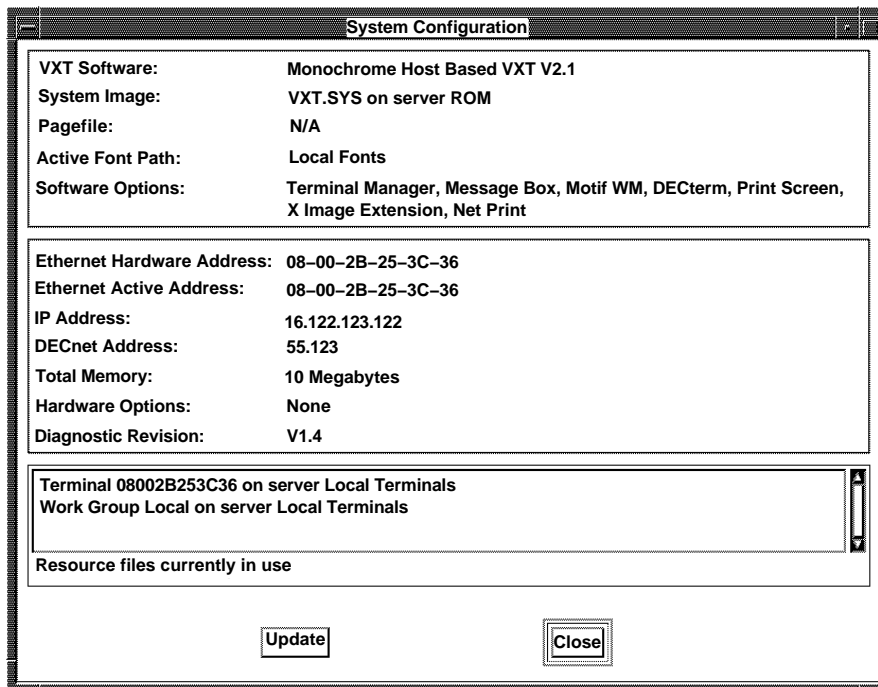 System Configuration
VXT Software: Monochrome Host Based VXT V2.1
System Image: VXT.SYS on server ROM
Pagefile: N/A
Active Font Path: Local Fonts
Software Options: Terminal Manager, Message Box, Motif WM, DECterm, Print Screen,
X Image Extension, Net Print
Ethernet Hardware Address: 08–00–2B–25–3C–36
Ethernet Active Address: 08–00–2B–25–3C–36
IP Address: 16.122.123.122
DECnet Address: 55.123
Total Memory: 10 Megabytes
Hardware Options: None
Diagnostic Revision: V1.4
Terminal 08002B253C36 on server Local Terminals
Work Group Local on server Local Terminals
Resource files currently in use
Update Close